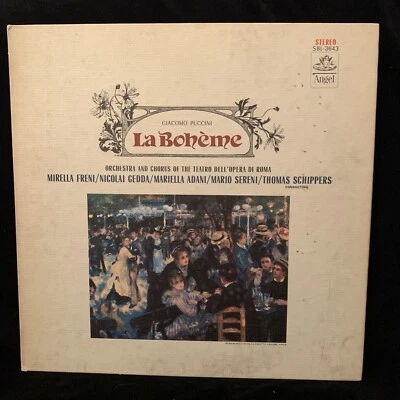 STEREO
SBL-3643
Angel
GIACOMO PUCCINI
La Bohème
ORCHESTRA AND CHORUS OF THE TEATRO DELL'OPERA DI ROMA
MIRELLA FRENI/NICOLAI GEDDA/MARIELLA ADANI/MARIO SERENI/THOMAS SCHIPPERS
CONDUCTING